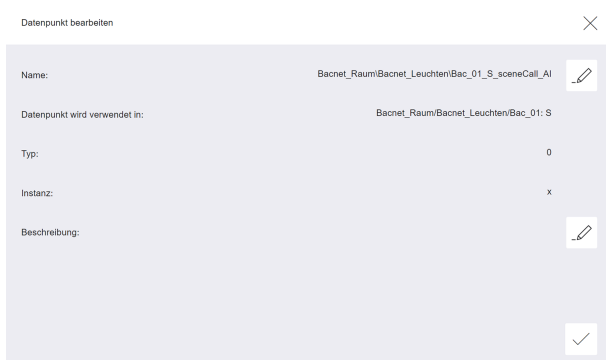 Datenpunkt bearbeiten
Name: Bacnet_Raum\Bacnet_Leuchten\Bac_01_S_sceneCall_AI
Datenpunkt wird verwendet in: Bacnet_Raum/Bacnet_Leuchten/Bac_01: S
Typ: 0
Instanz: x
Beschreibung: